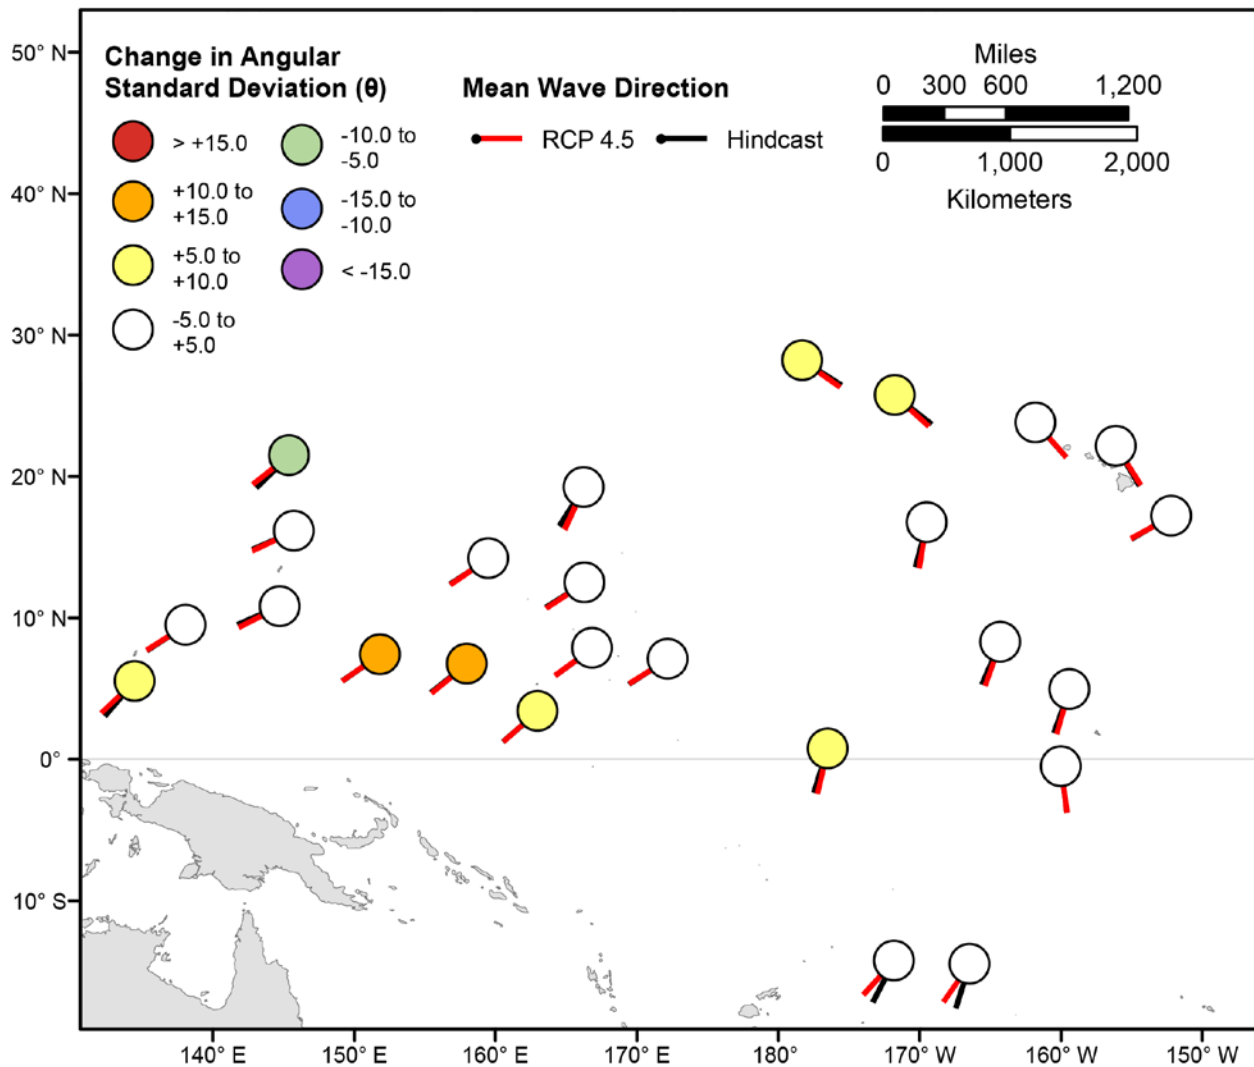 Change in Angular
Standard Deviation (θ)
> +15.0
+10.0 to
+15.0
+5.0 to
+10.0
-5.0 to
+5.0
-10.0 to
-5.0
-15.0 to
-10.0
< -15.0
Mean Wave Direction
RCP 4.5
Hindcast
Miles
0 300 600 1,200
0 1,000 2,000
Kilometers
50° N
40° N
30° N
20° N
10° N
0°
10° S
140° E 150° E 160° E 170° E 180° 170° W 160° W 150° W